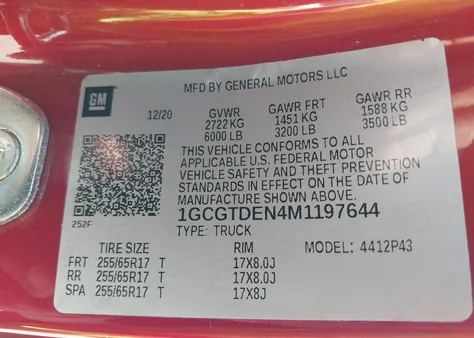 MFD BY GENERAL MOTORS LLC
GM
12/20 GVWR GAWR FRT GAWR RR
2722 KG 1451 KG 1588 KG
6000 LB 3200 LB 3500 LB
THIS VEHICLE CONFORMS TO ALL
APPLICABLE U.S. FEDERAL MOTOR
VEHICLE SAFETY AND THEFT PREVENTION
STANDARDS IN EFFECT ON THE DATE OF
MANUFACTURE SHOWN ABOVE.
1GCGTDEN4M1197644
252F
TYPE: TRUCK
TIRE SIZE RIM MODEL: 4412P43
FRT 255/65R17 T 17X8.0J
RR 255/65R17 T 17X8.0J
SPA 255/65R17 T 17X8J